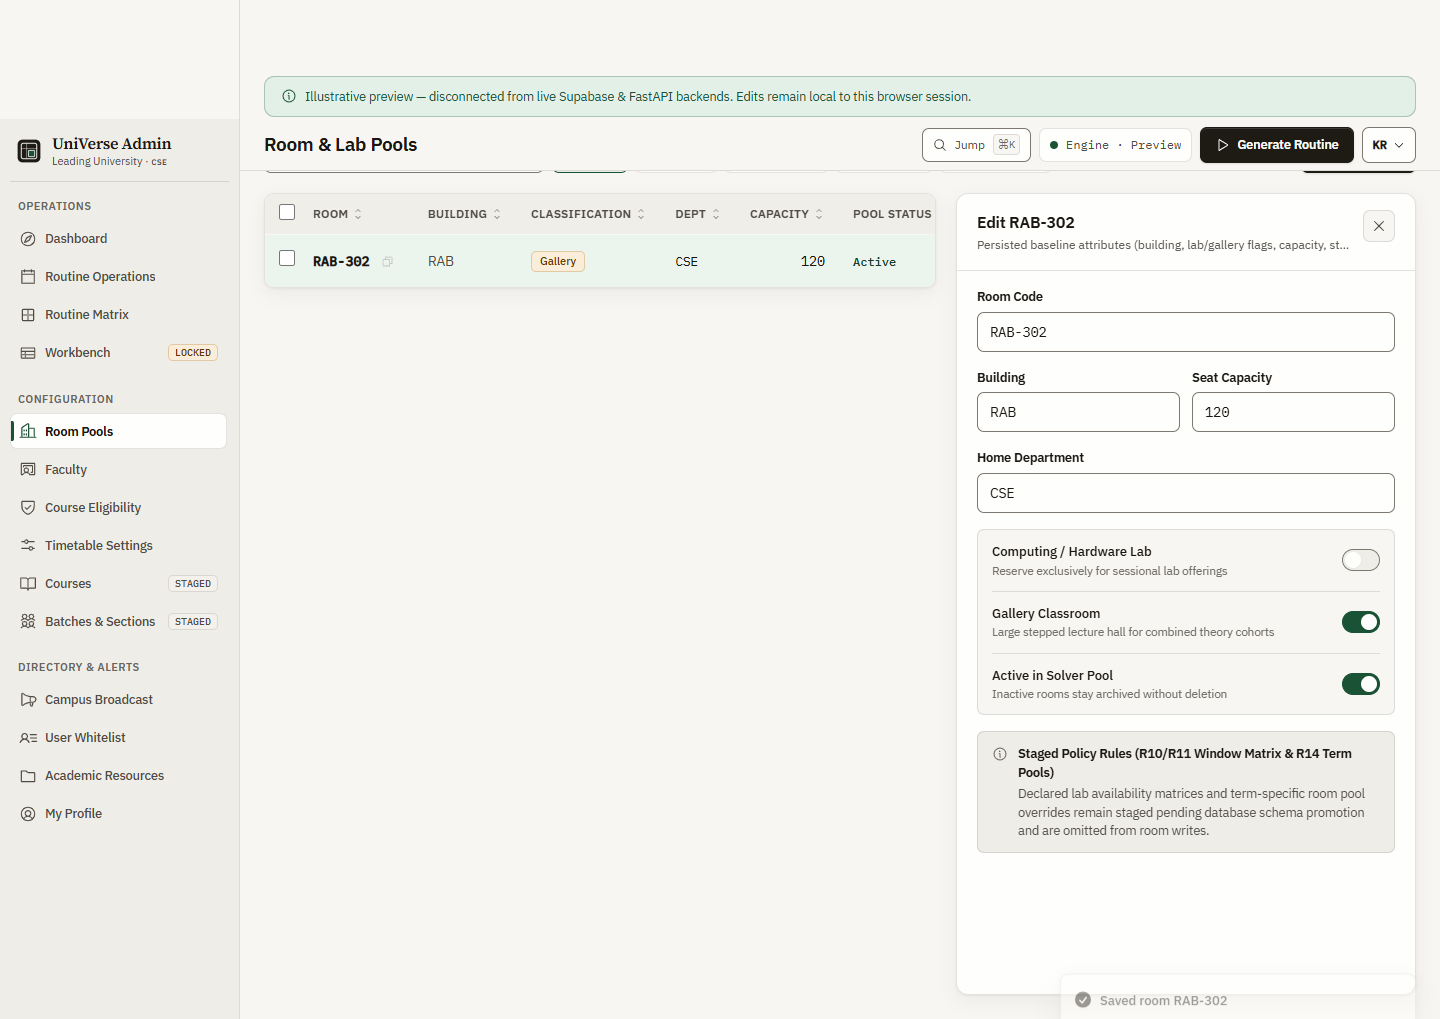 Illustrative preview — disconnected from live Supabase & FastAPI backends. Edits remain local to this browser session.
UniVerse Admin
Leading University · CSE
Room & Lab Pools
Jump ⌘K
Engine · Preview
Generate Routine
KR
OPERATIONS
Dashboard
Routine Operations
Routine Matrix
Workbench LOCKED
CONFIGURATION
Room Pools
Faculty
Course Eligibility
Timetable Settings
Courses STAGED
Batches & Sections STAGED
DIRECTORY & ALERTS
Campus Broadcast
User Whitelist
Academic Resources
My Profile
ROOM BUILDING CLASSIFICATION DEPT CAPACITY POOL STATUS
RAB-302 RAB Gallery CSE 120 Active
Edit RAB-302
Persisted baseline attributes (building, lab/gallery flags, capacity, st...
Room Code
RAB-302
Building Seat Capacity
RAB 120
Home Department
CSE
Computing / Hardware Lab
Reserve exclusively for sessional lab offerings
Gallery Classroom
Large stepped lecture hall for combined theory cohorts
Active in Solver Pool
Inactive rooms stay archived without deletion
Staged Policy Rules (R10/R11 Window Matrix & R14 Term
Pools)
Declared lab availability matrices and term-specific room pool
overrides remain staged pending database schema promotion
and are omitted from room writes.
Saved room RAB-302